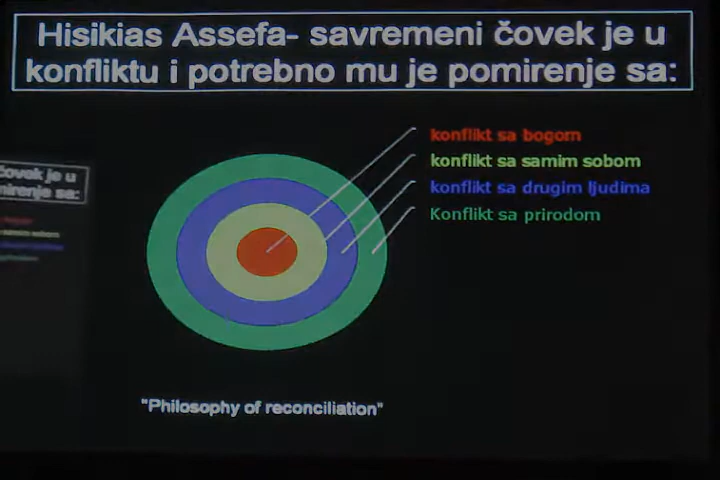 Hisikias Assefa- savremeni čovek je u
konfliktu i potrebno mu je pomirenje sa:
konflikt sa bogom
konflikt sa samim sobom
konflikt sa drugim ljudima
Konflikt sa prirodom
čovek je u
mirenje sa:
"Philosophy of reconciliation"